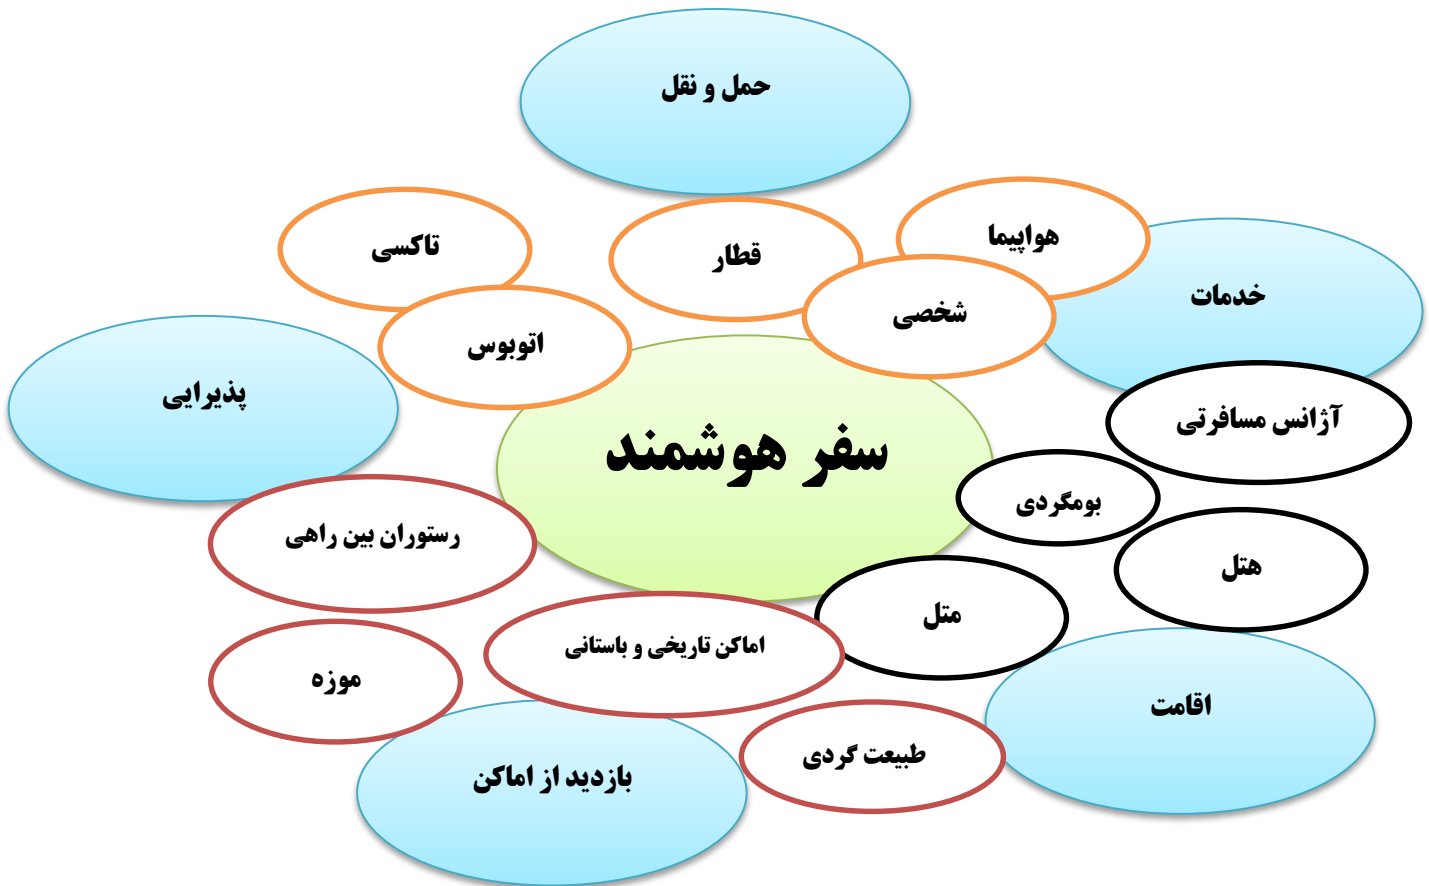 حمل و نقل
هواپیما
تاکسی
قطار
خدمات
شخصی
اتوبوس
پذیرایی
آژانس مسافرتی
سفر هوشمند
بومگردی
رستوران بین راهی
هتل
متل
اماکن تاریخی و باستانی
موزه
اقامت
طبیعت گردی
بازدید از اماکن